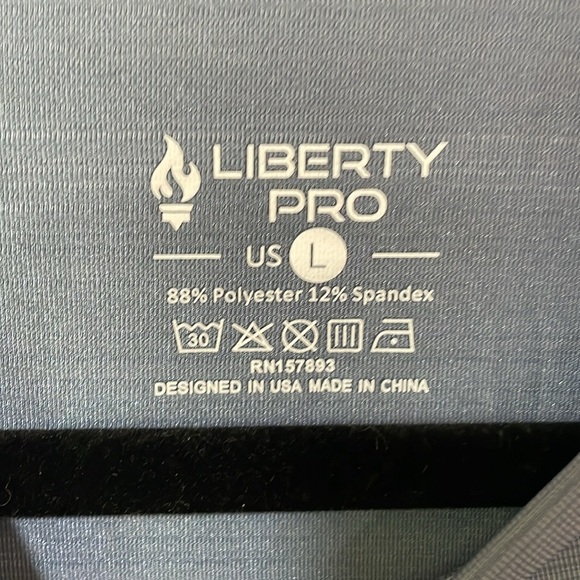 LIBERTY
PRO
US L
88% Polyester 12% Spandex
30
RN157893
DESIGNED IN USA MADE IN CHINA